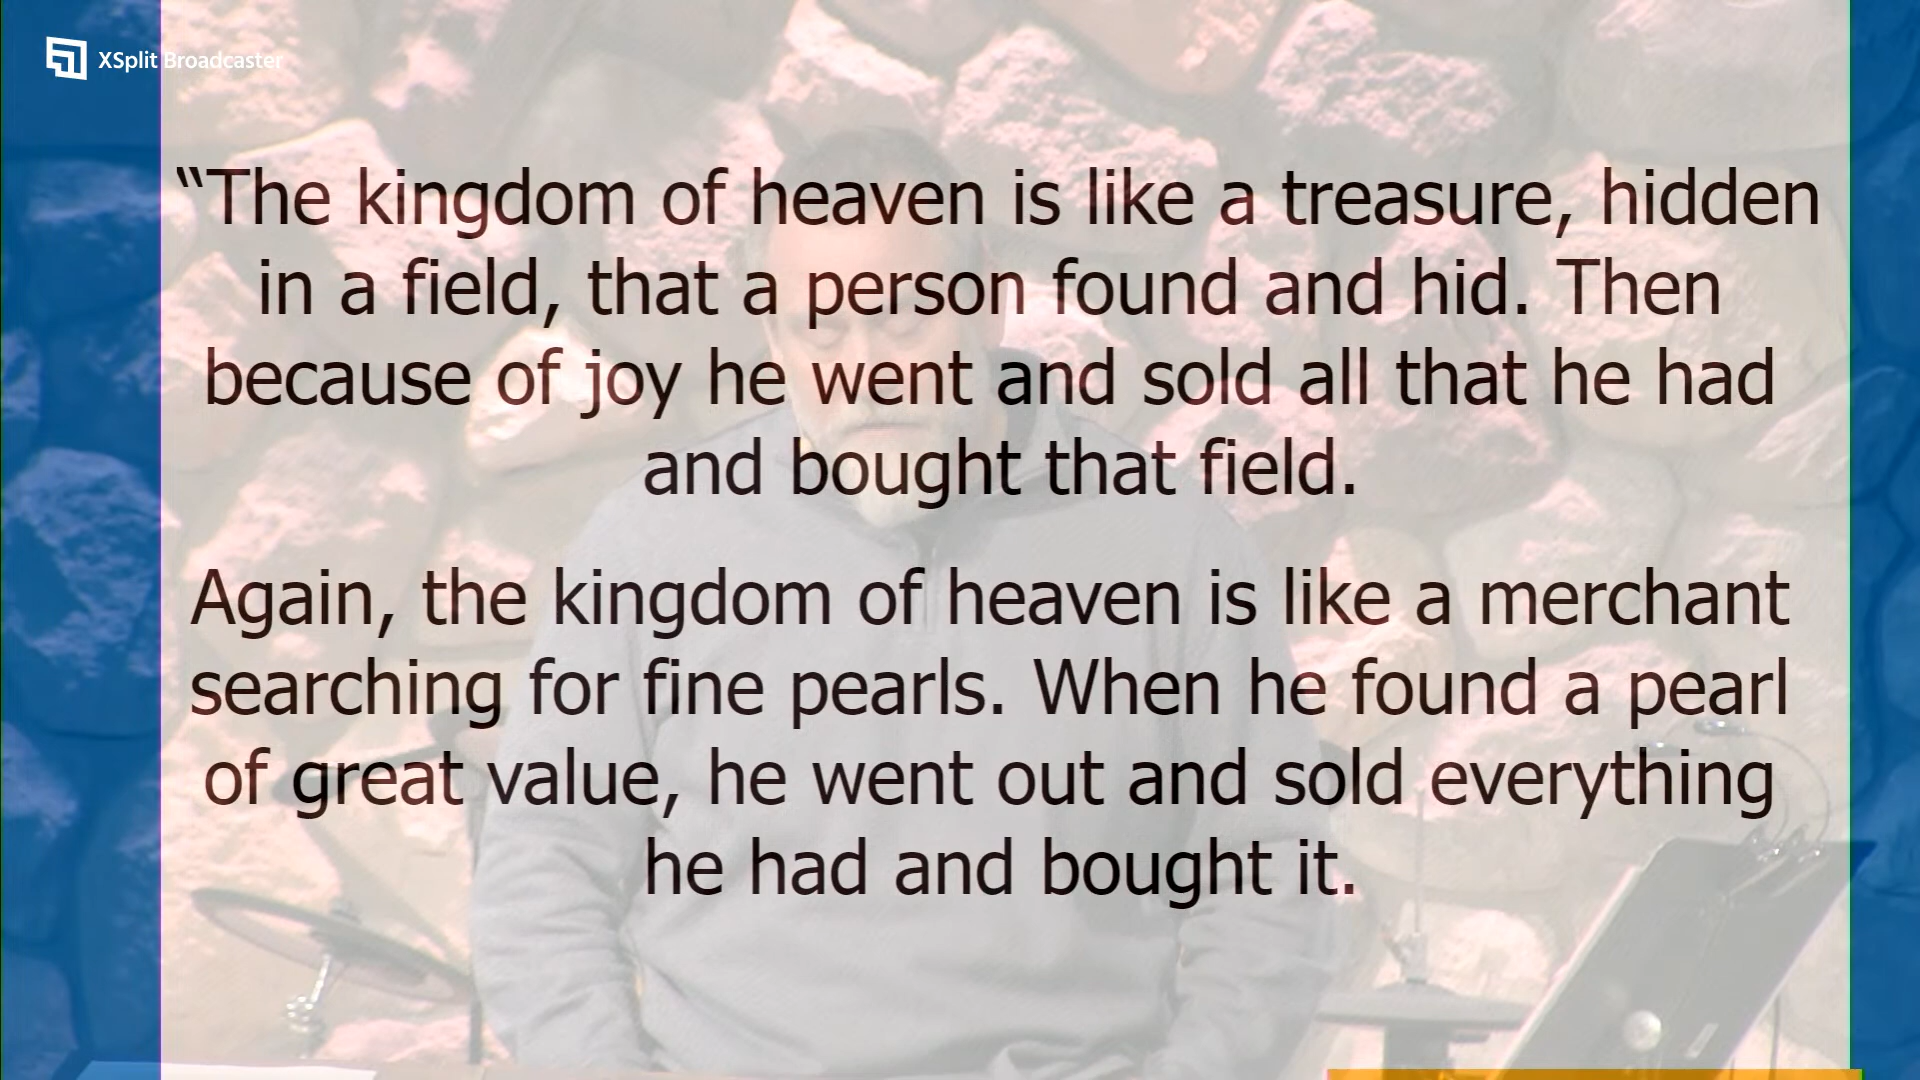 XSplit Broadcaster
“The kingdom of heaven is like a treasure, hidden
in a field, that a person found and hid. Then
because of joy he went and sold all that he had
and bought that field.
Again, the kingdom of heaven is like a merchant
searching for fine pearls. When he found a pearl
of great value, he went out and sold everything
he had and bought it.